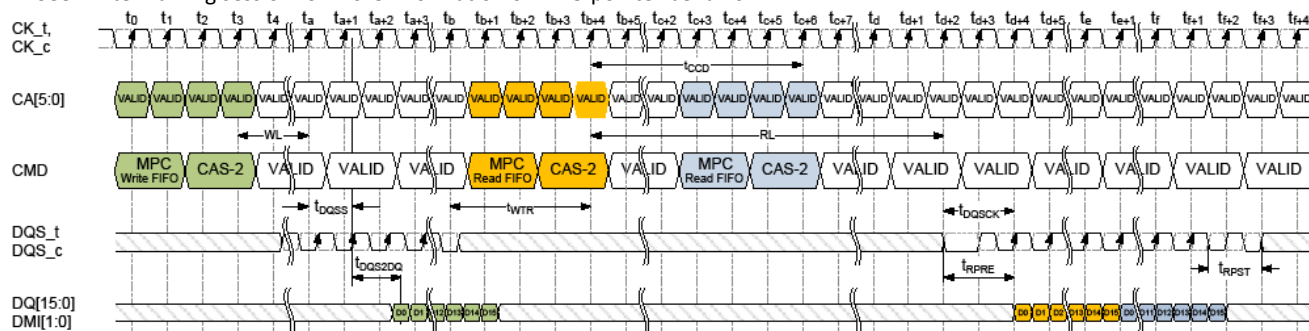 t0 t1 t2 t3 t4 ta ta+1 ta+2 ta+3 tb tb+1 tb+2 tb+3 tb+4 tb+5 tc+2 tc+3 tc+4 tc+5 tc+6 tc+7 td td+1 td+2 td+3 td+4 td+5 te te+1 tf tf+1 tf+2 tf+3 tf+4
CK_t,
CK_c
tCCD
CA[5:0] VALID VALID VALID VALID VALID VALID VALID VALID VALID VALID VALID VALID VALID VALID VALID VALID VALID VALID VALID VALID VALID VALID VALID VALID VALID VALID VALID VALID VALID VALID VALID VALID VALID VALID
WL RL
CMD MPC Write FIFO CAS-2 VALID VALID VALID MPC Read FIFO CAS-2 VALID MPC Read FIFO CAS-2 VALID VALID VALID VALID VALID VALID VALID
tDQSS tWTR tDQSCK
DQS_t
DQS_c
tDQS2DQ tRPRE tRPST
DQ[15:0]
DMI[1:0]
D0 D1 D13 D14 D15 D0 D1 D2 D13 D14 D15 D0 D11 D12 D13 D14 D15